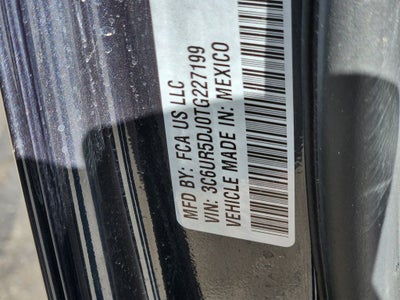 MFD BY: FCA US LLC
VIN: 3C6UR5DJ0TG227199
VEHICLE MADE IN: MEXICO